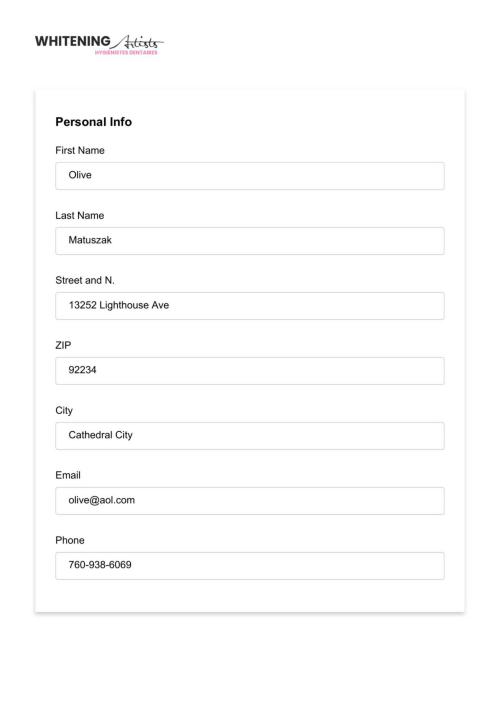 WHITENING Artists
HYGIÉNISTES DENTAIRES
Personal Info
First Name
Olive
Last Name
Matuszak
Street and N.
13252 Lighthouse Ave
ZIP
92234
City
Cathedral City
Email
olive@aol.com
Phone
760-938-6069